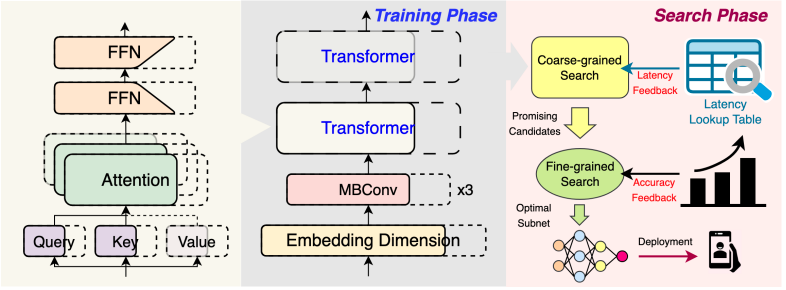 FFN
FFN
Attention
Query
Key
Value
Training Phase
Transformer
Transformer
MBConv
x3
Embedding Dimension
Search Phase
Coarse-grained
Search
Latency
Feedback
Latency
Lookup Table
Promising
Candidates
Fine-grained
Search
Accuracy
Feedback
Optimal
Subnet
Deployment